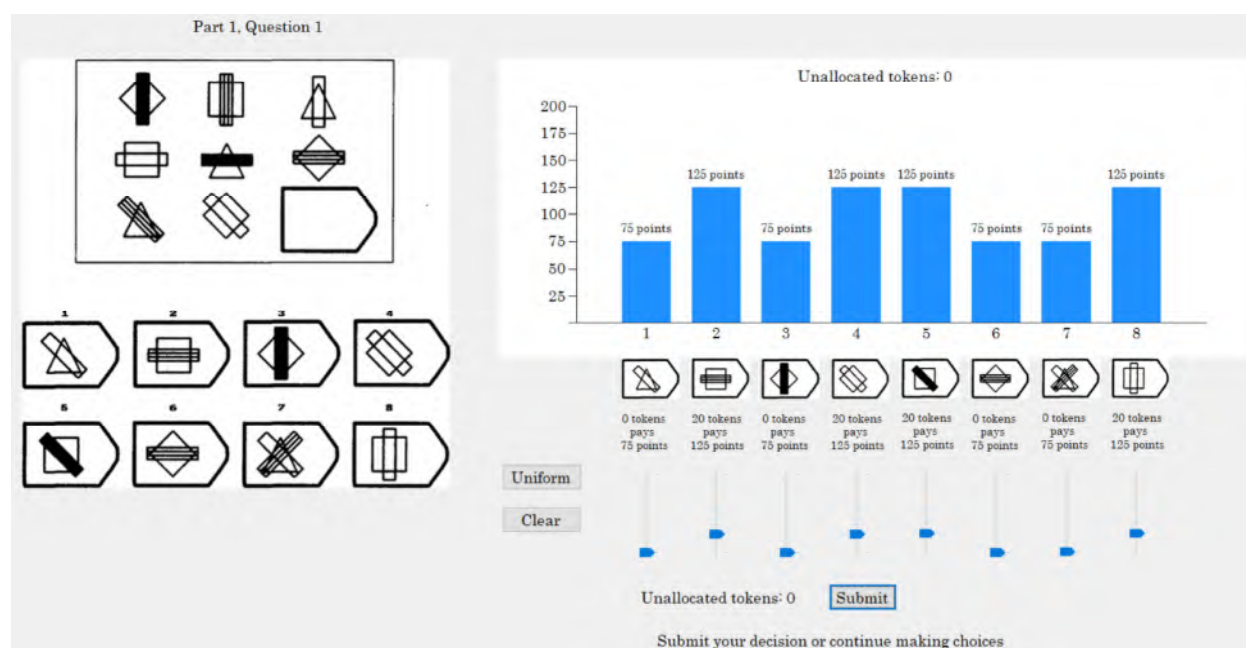 Part 1, Question 1
1 2 3 4
5 6 7 8
Unallocated tokens: 0
200
175
150
125
100
75
50
25
75 points 125 points 75 points 125 points 125 points 75 points 75 points 125 points
1 2 3 4 5 6 7 8
0 tokens 20 tokens 0 tokens 20 tokens 20 tokens 0 tokens 0 tokens 20 tokens
pays pays pays pays pays pays pays pays
75 points 125 points 75 points 125 points 125 points 75 points 75 points 125 points
Uniform
Clear
Unallocated tokens: 0 Submit
Submit your decision or continue making choices